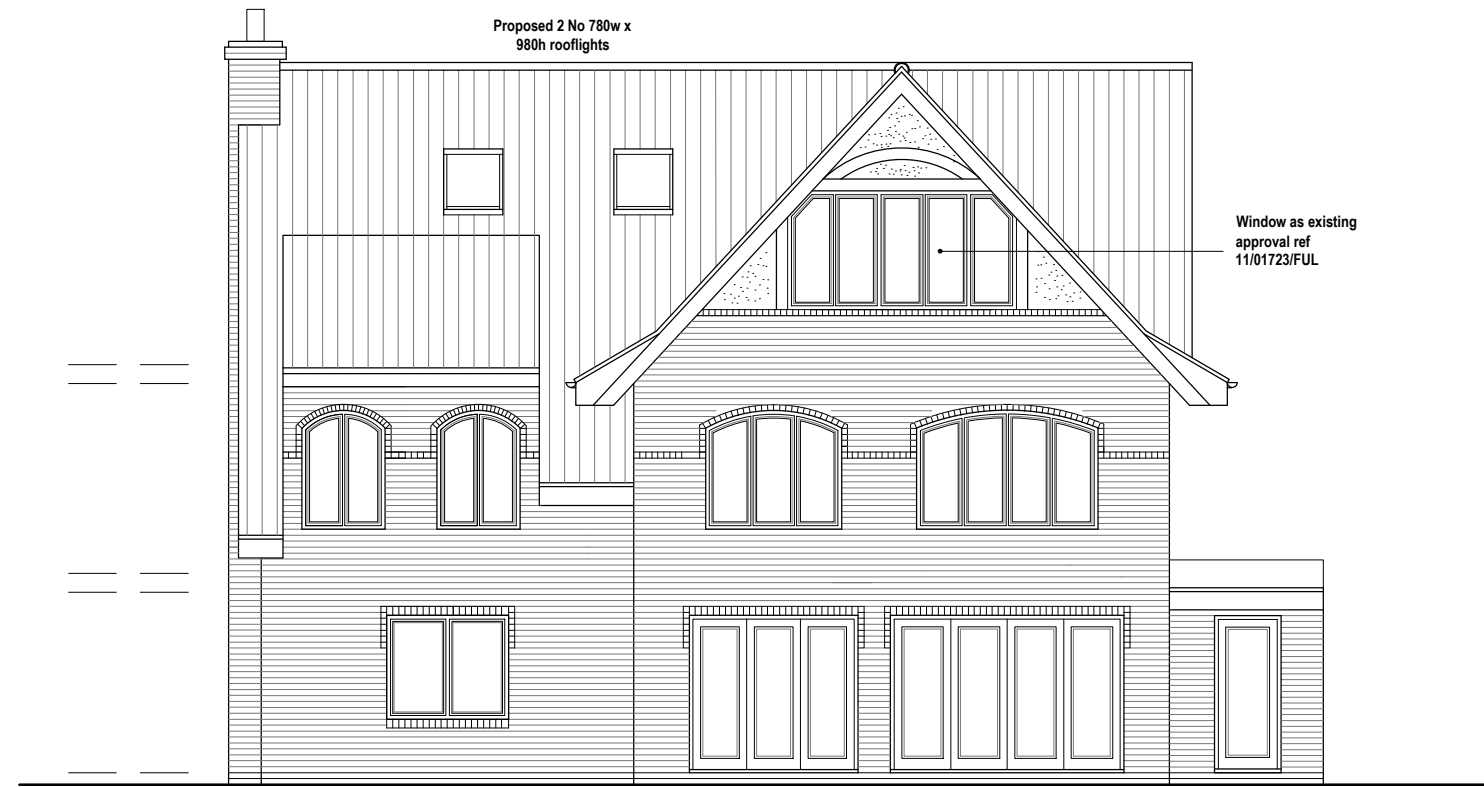 Proposed 2 No 780w x
980h rooflights
Window as existing
approval ref
11/01723/FUL